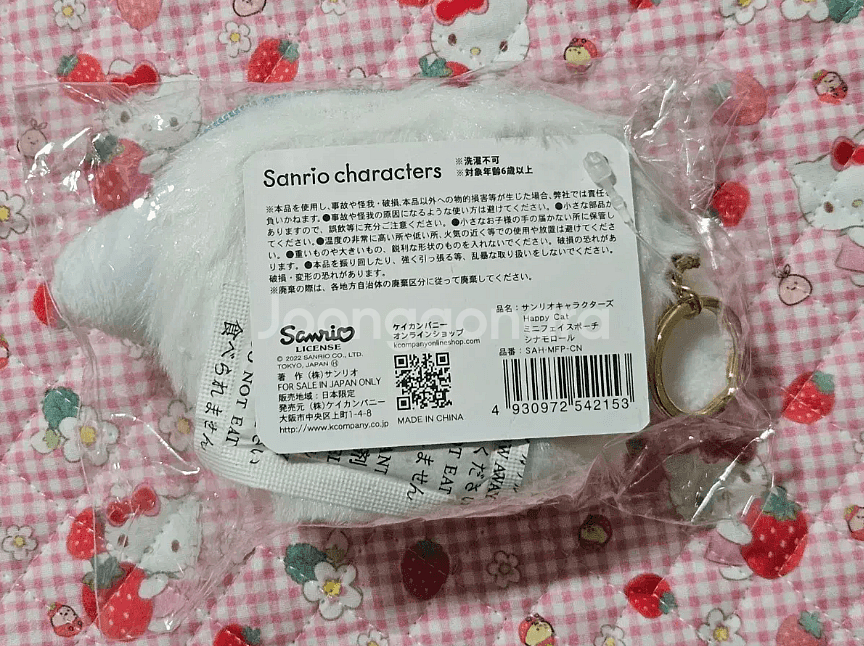 Sanrio characters
※洗濯不可
※対象年齢6歳以上
※本品を使用し、事故や怪我・破損、本品以外への物的損害等が生じた場合、弊社では責任を
負いかねます。●事故や怪我の原因になるような使い方は避けてください。●小さな部品が
ありますので、誤飲等に充分ご注意ください。●小さなお子様の手の届かない所に保管し
てください。●温度の非常に高い所や低い所、火気の近く等での使用や放置は避けてくださ
い。●重いものや大きいもの、鋭利な形状のものを入れないでください。破損の恐れがあ
ります。●本品を振り回したり、強く引っ張る等、乱暴な取り扱いをしないでください。
破損・変形の恐れがあります。
※廃棄の際は、各地方自治体の廃棄区分に従って廃棄してください。
Sanrio
LICENSE
© 2022 SANRIO CO., LTD.
TOKYO, JAPAN Ⓗ
著 作 (株)サンリオ
FOR SALE IN JAPAN ONLY
販売地域:日本限定
発売元 (株)ケイカンパニー
大阪市中央区上町1-4-8
http://www.kcompany.co.jp
ケイカンパニー
オンラインショップ
kcompanyonlineshop.com
MADE IN CHINA
品名:サンリオキャラクターズ
Happy Cat
ミニフェイスポーチ
シナモロール
品番:SAH-MFP-CN
4 930972 542153
Joonggonara
食べられません
DO NOT EAT
ません
NOT EAT
ください
AWAY